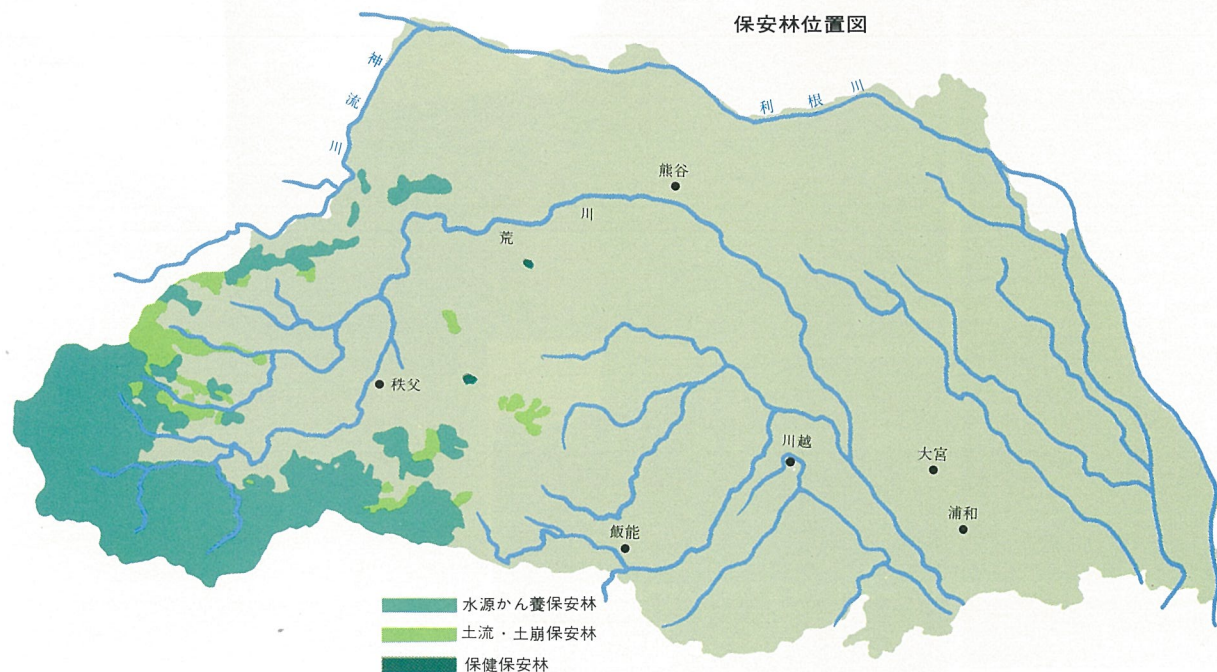 保安林位置図
神流川
利根川
熊谷
荒川
秩父
川越
大宮
浦和
飯能
水源かん養保安林
土流・土崩保安林
保健保安林